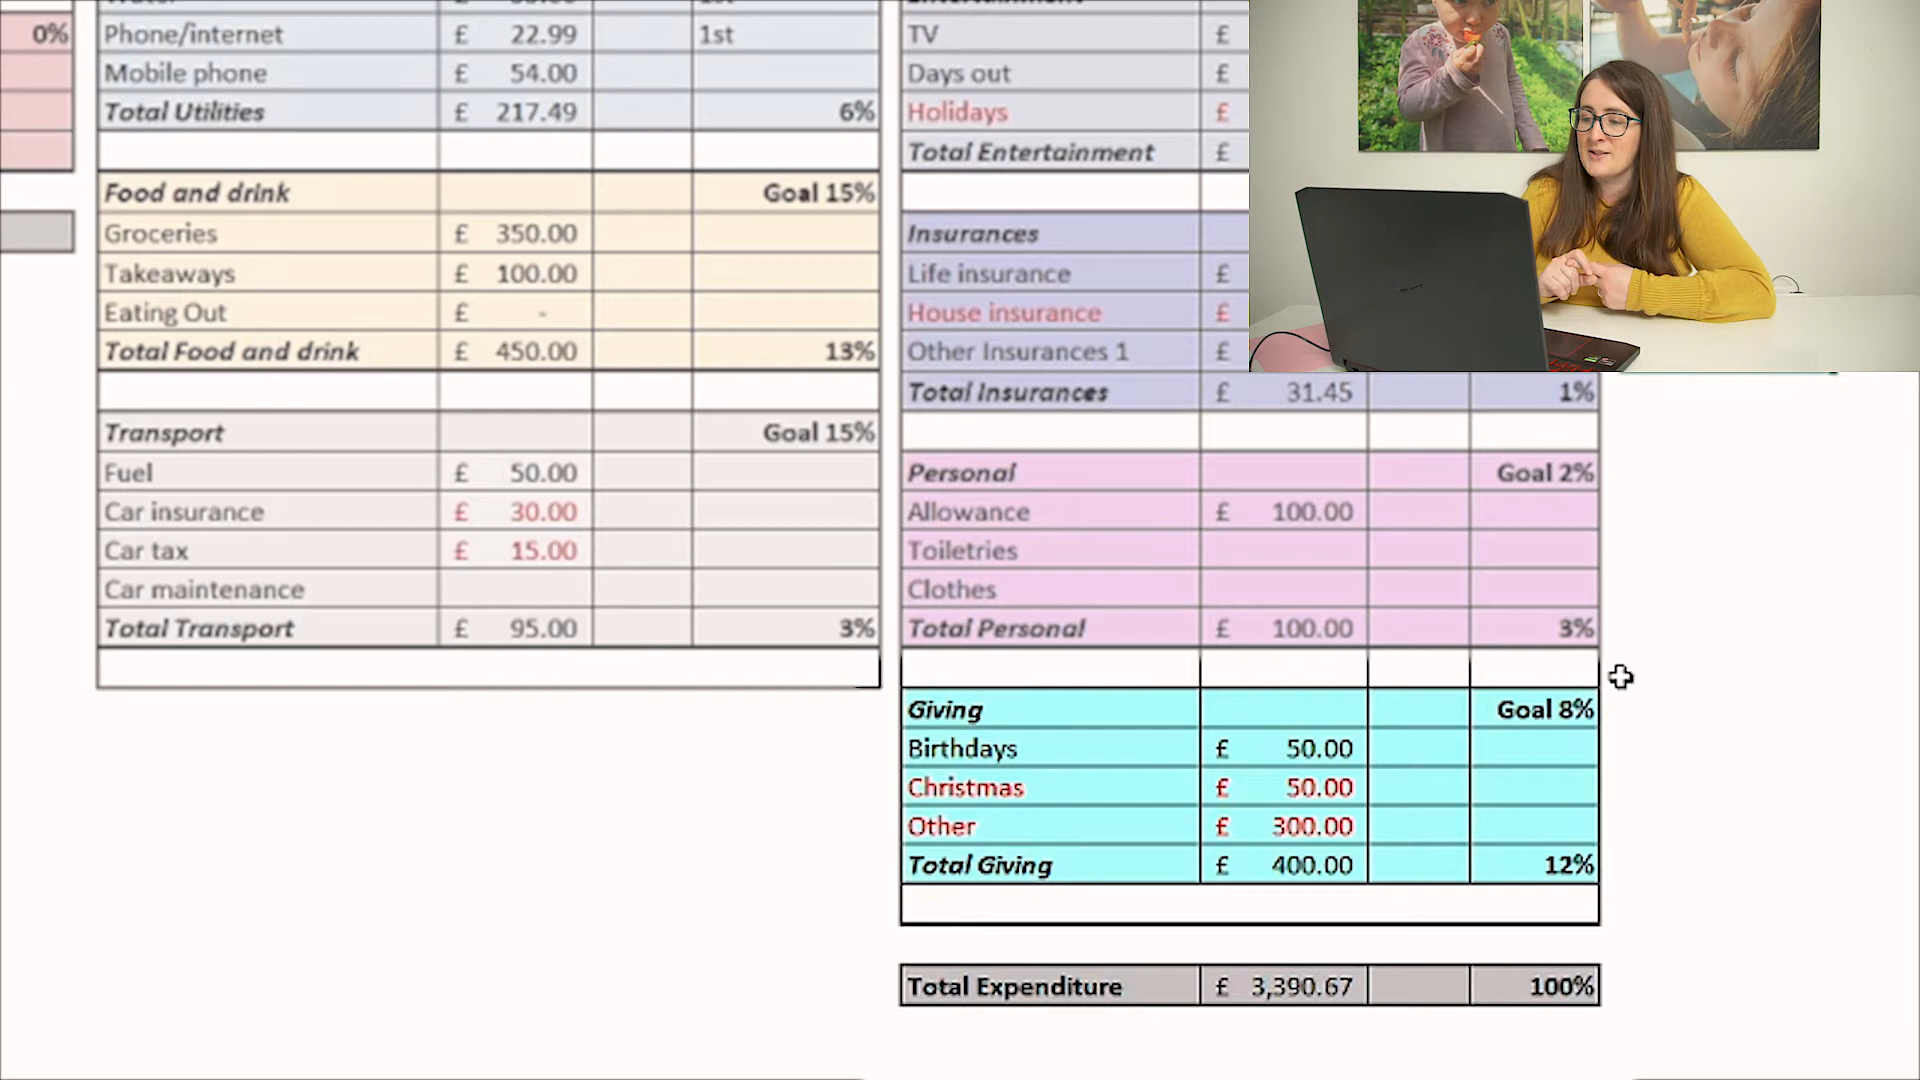 0%
Phone/internet £ 22.99 1st
Mobile phone £ 54.00
Total Utilities £ 217.49 6%
Food and drink Goal 15%
Groceries £ 350.00
Takeaways £ 100.00
Eating Out £ -
Total Food and drink £ 450.00 13%
Transport Goal 15%
Fuel £ 50.00
Car insurance £ 30.00
Car tax £ 15.00
Car maintenance
Total Transport £ 95.00 3%
TV £
Days out £
Holidays £
Total Entertainment £
Insurances
Life insurance £
House insurance £
Other Insurances 1 £
Total Insurances £ 31.45 1%
Personal Goal 2%
Allowance £ 100.00
Toiletries
Clothes
Total Personal £ 100.00 3%
Giving Goal 8%
Birthdays £ 50.00
Christmas £ 50.00
Other £ 300.00
Total Giving £ 400.00 12%
Total Expenditure £ 3,390.67 100%